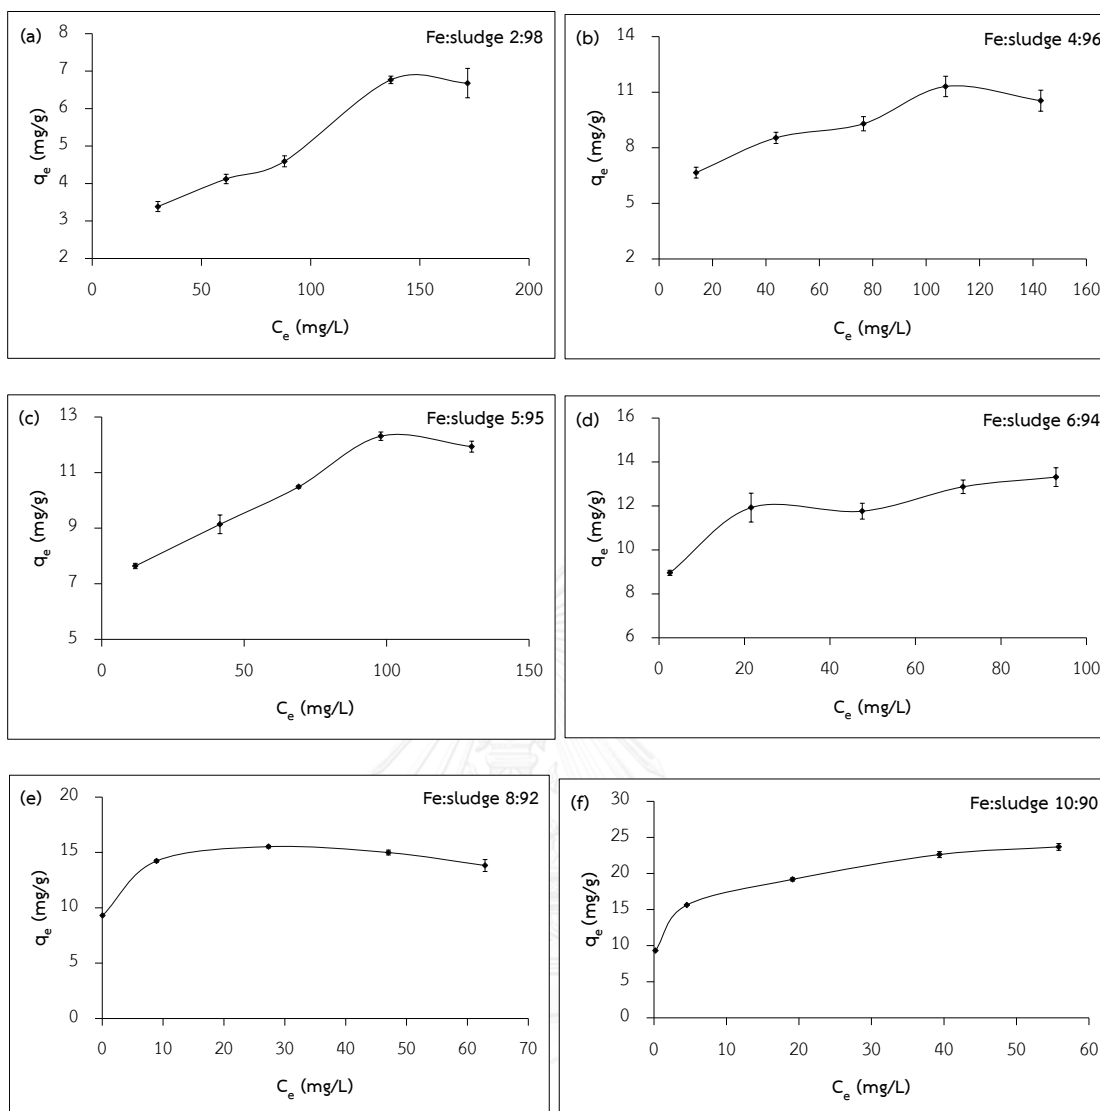 (a) Fe:sludge 2:98
8
7
6
5
4
3
2
qₑ (mg/g)
0 50 100 150 200
Cₑ (mg/L)
(b) Fe:sludge 4:96
14
11
8
5
2
qₑ (mg/g)
0 20 40 60 80 100 120 140 160
Cₑ (mg/L)
(c) Fe:sludge 5:95
13
11
9
7
5
qₑ (mg/g)
0 50 100 150
Cₑ (mg/L)
(d) Fe:sludge 6:94
16
14
12
10
8
6
qₑ (mg/g)
0 20 40 60 80 100
Cₑ (mg/L)
(e) Fe:sludge 8:92
20
15
10
5
0
qₑ (mg/g)
0 10 20 30 40 50 60 70
Cₑ (mg/L)
(f) Fe:sludge 10:90
30
25
20
15
10
5
0
qₑ (mg/g)
0 10 20 30 40 50 60
Cₑ (mg/L)